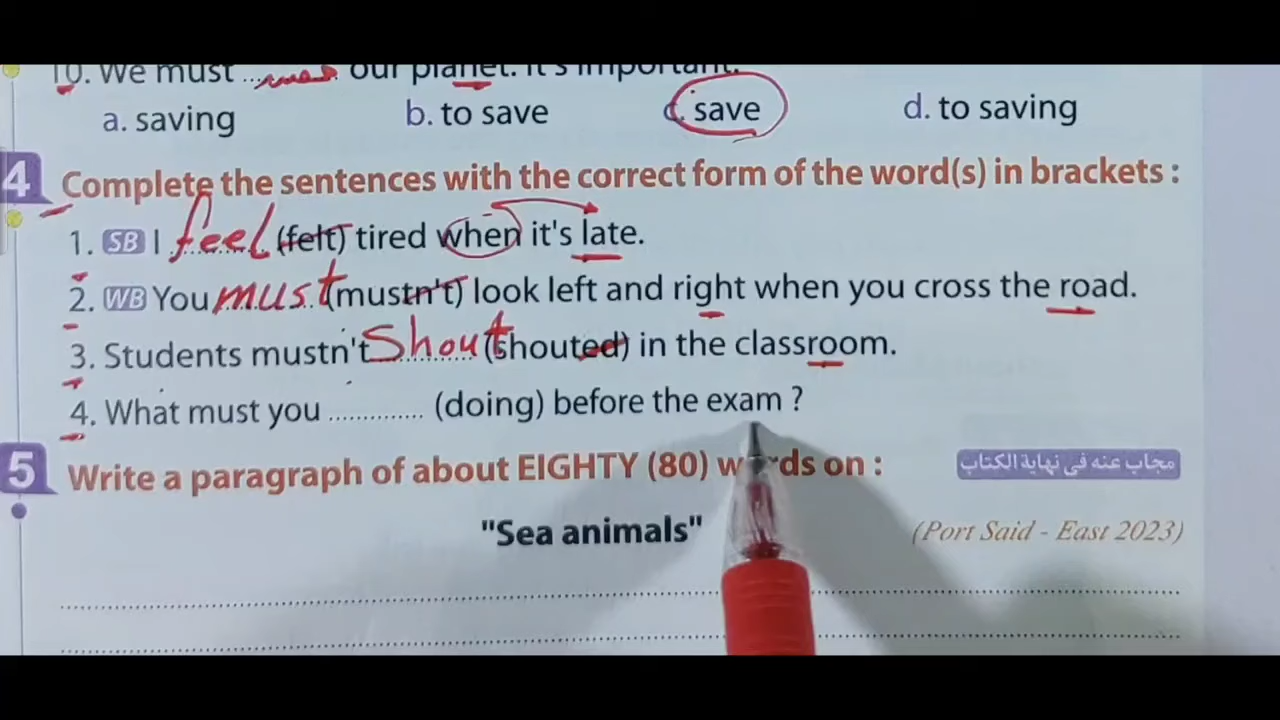 10. We must ............ our planet. It's important.
a. saving b. to save c. save d. to saving
4 Complete the sentences with the correct form of the word(s) in brackets :
1. SB I feel (felt) tired when it's late.
2. WB You must (mustn't) look left and right when you cross the road.
3. Students mustn't Shout (shouted) in the classroom.
4. What must you ............. (doing) before the exam ?
5 Write a paragraph of about EIGHTY (80) words on :
مجاب عنه فى نهاية الكتاب
"Sea animals"
(Port Said - East 2023)